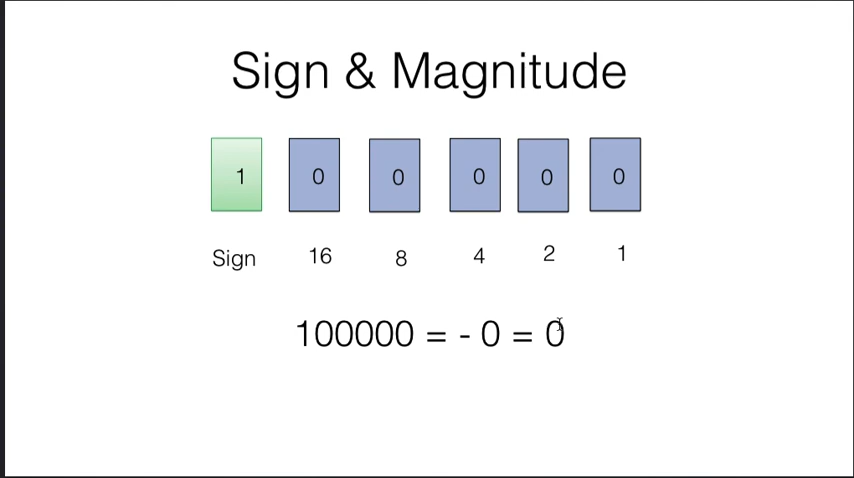 Sign & Magnitude
1 0 0 0 0 0
Sign 16 8 4 2 1
100000 = - 0 = 0